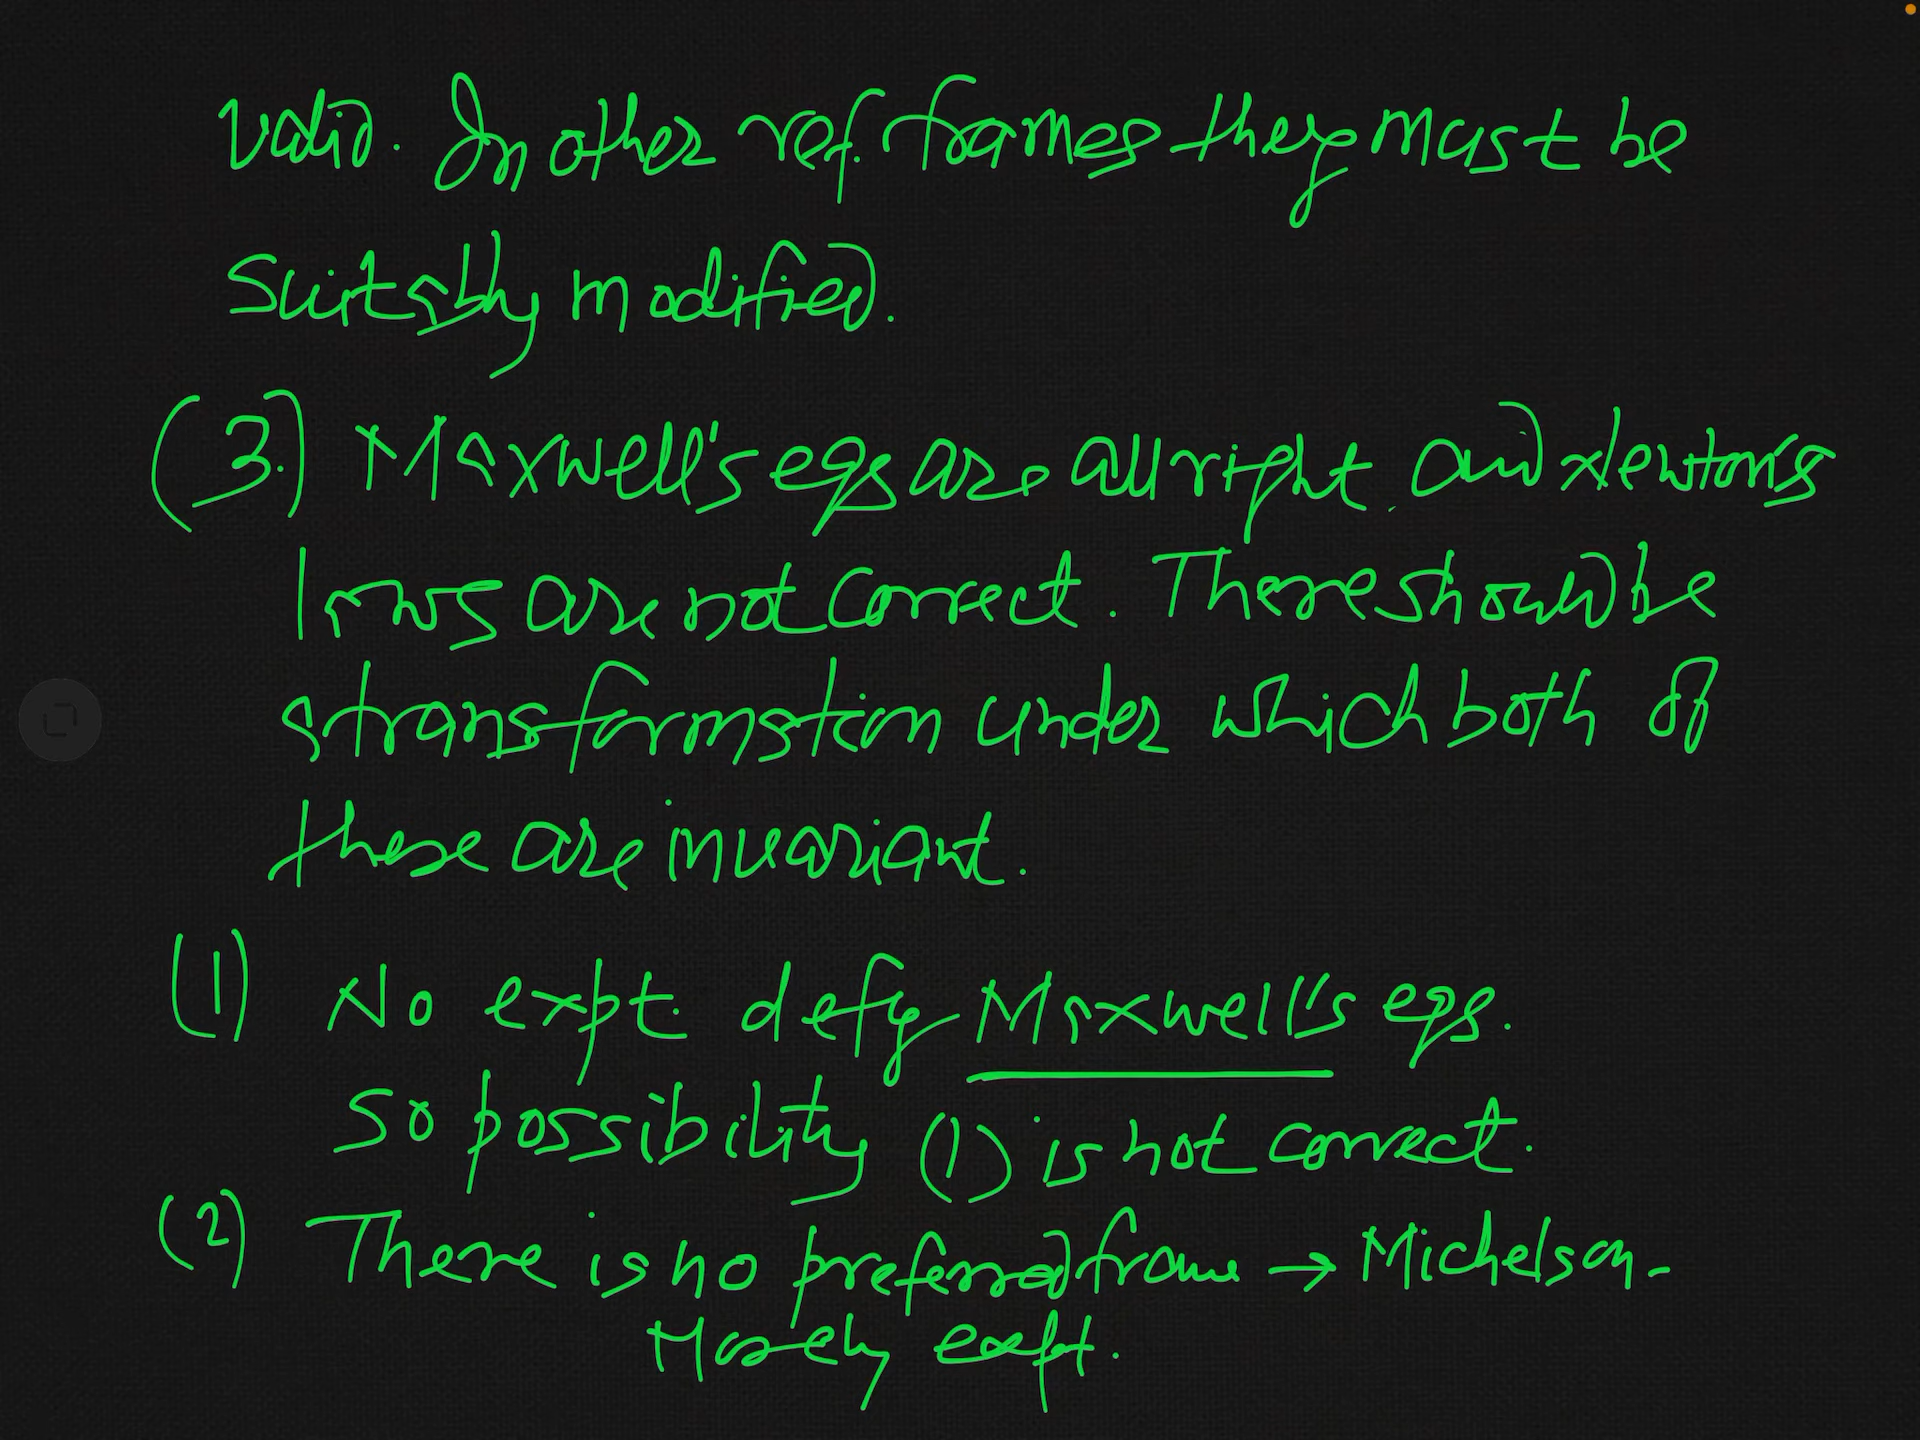 valid. In other ref. frames they must be
suitably modified.
(3.) Maxwell's eqs are all right. and Newton's
laws are not correct. There should be
a transformation under which both of
these are invariant.
(1) No expt. defy Maxwell's eqs.
So possibility (1) is not correct.
(2) There is no preferred frame → Michelson-
Morely expt.